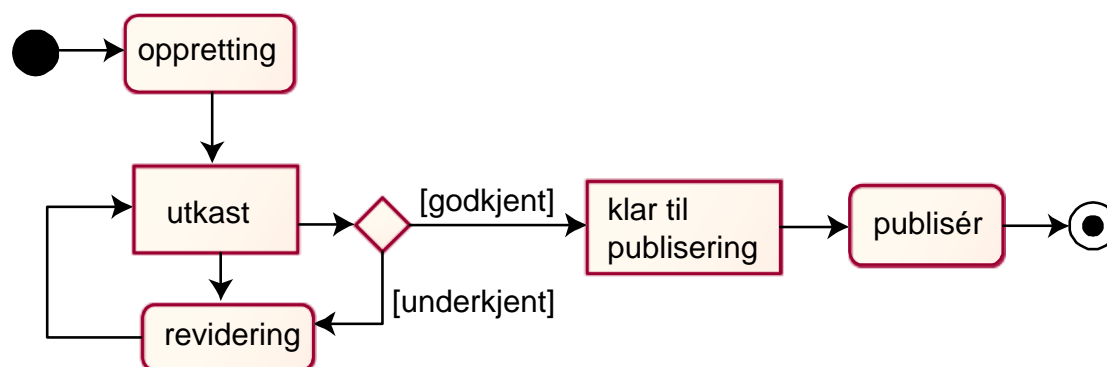 oppretting
utkast
[godkjent]
klar til
publisering
publisér
[underkjent]
revidering